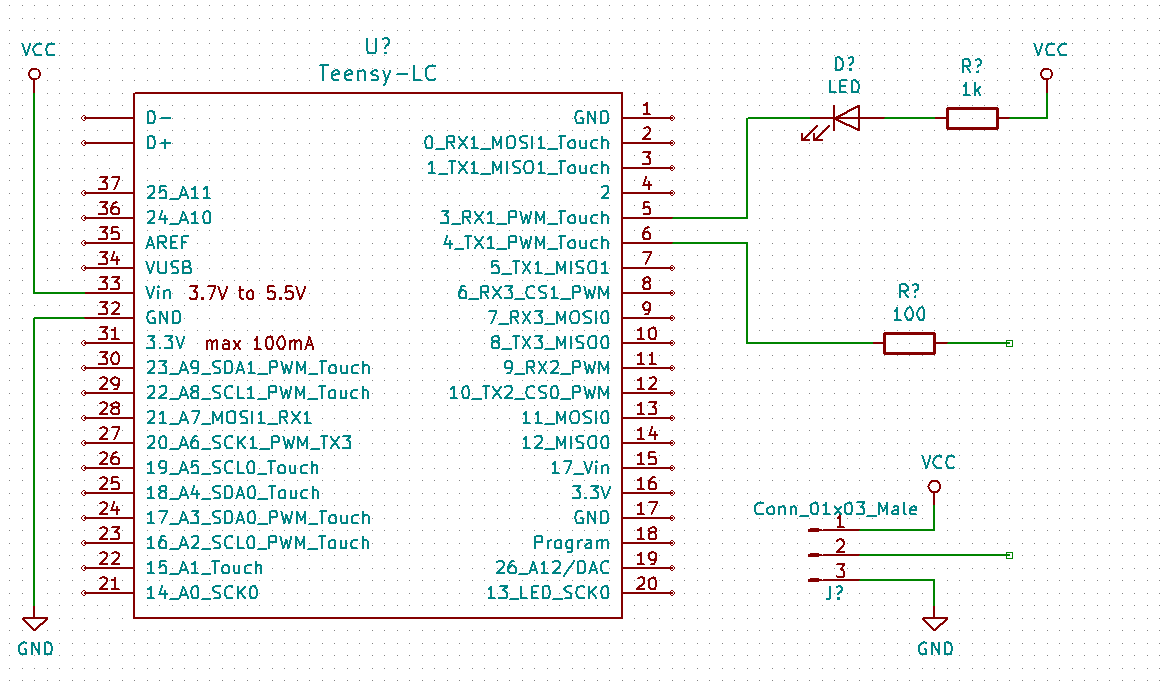 VCC
U?
Teensy-LC
D-
D+
37 25_A11
36 24_A10
35 AREF
34 VUSB
33 Vin 3.7V to 5.5V
32 GND
31 3.3V max 100mA
30 23_A9_SDA1_PWM_Touch
29 22_A8_SCL1_PWM_Touch
28 21_A7_MOSI1_RX1
27 20_A6_SCK1_PWM_TX3
26 19_A5_SCL0_Touch
25 18_A4_SDA0_Touch
24 17_A3_SDA0_PWM_Touch
23 16_A2_SCL0_PWM_Touch
22 15_A1_Touch
21 14_A0_SCK0
GND
GND 1
0_RX1_MOSI1_Touch 2
1_TX1_MISO1_Touch 3
2 4
3_RX1_PWM_Touch 5
4_TX1_PWM_Touch 6
5_TX1_MISO1 7
6_RX3_CS1_PWM 8
7_RX3_MOSI0 9
8_TX3_MISO0 10
9_RX2_PWM 11
10_TX2_CS0_PWM 12
11_MOSI0 13
12_MISO0 14
17_Vin 15
3.3V 16
GND 17
Program 18
26_A12/DAC 19
13_LED_SCK0 20
D?
LED
R?
1k
VCC
R?
100
VCC
Conn_01x03_Male
1
2
3
J?
GND